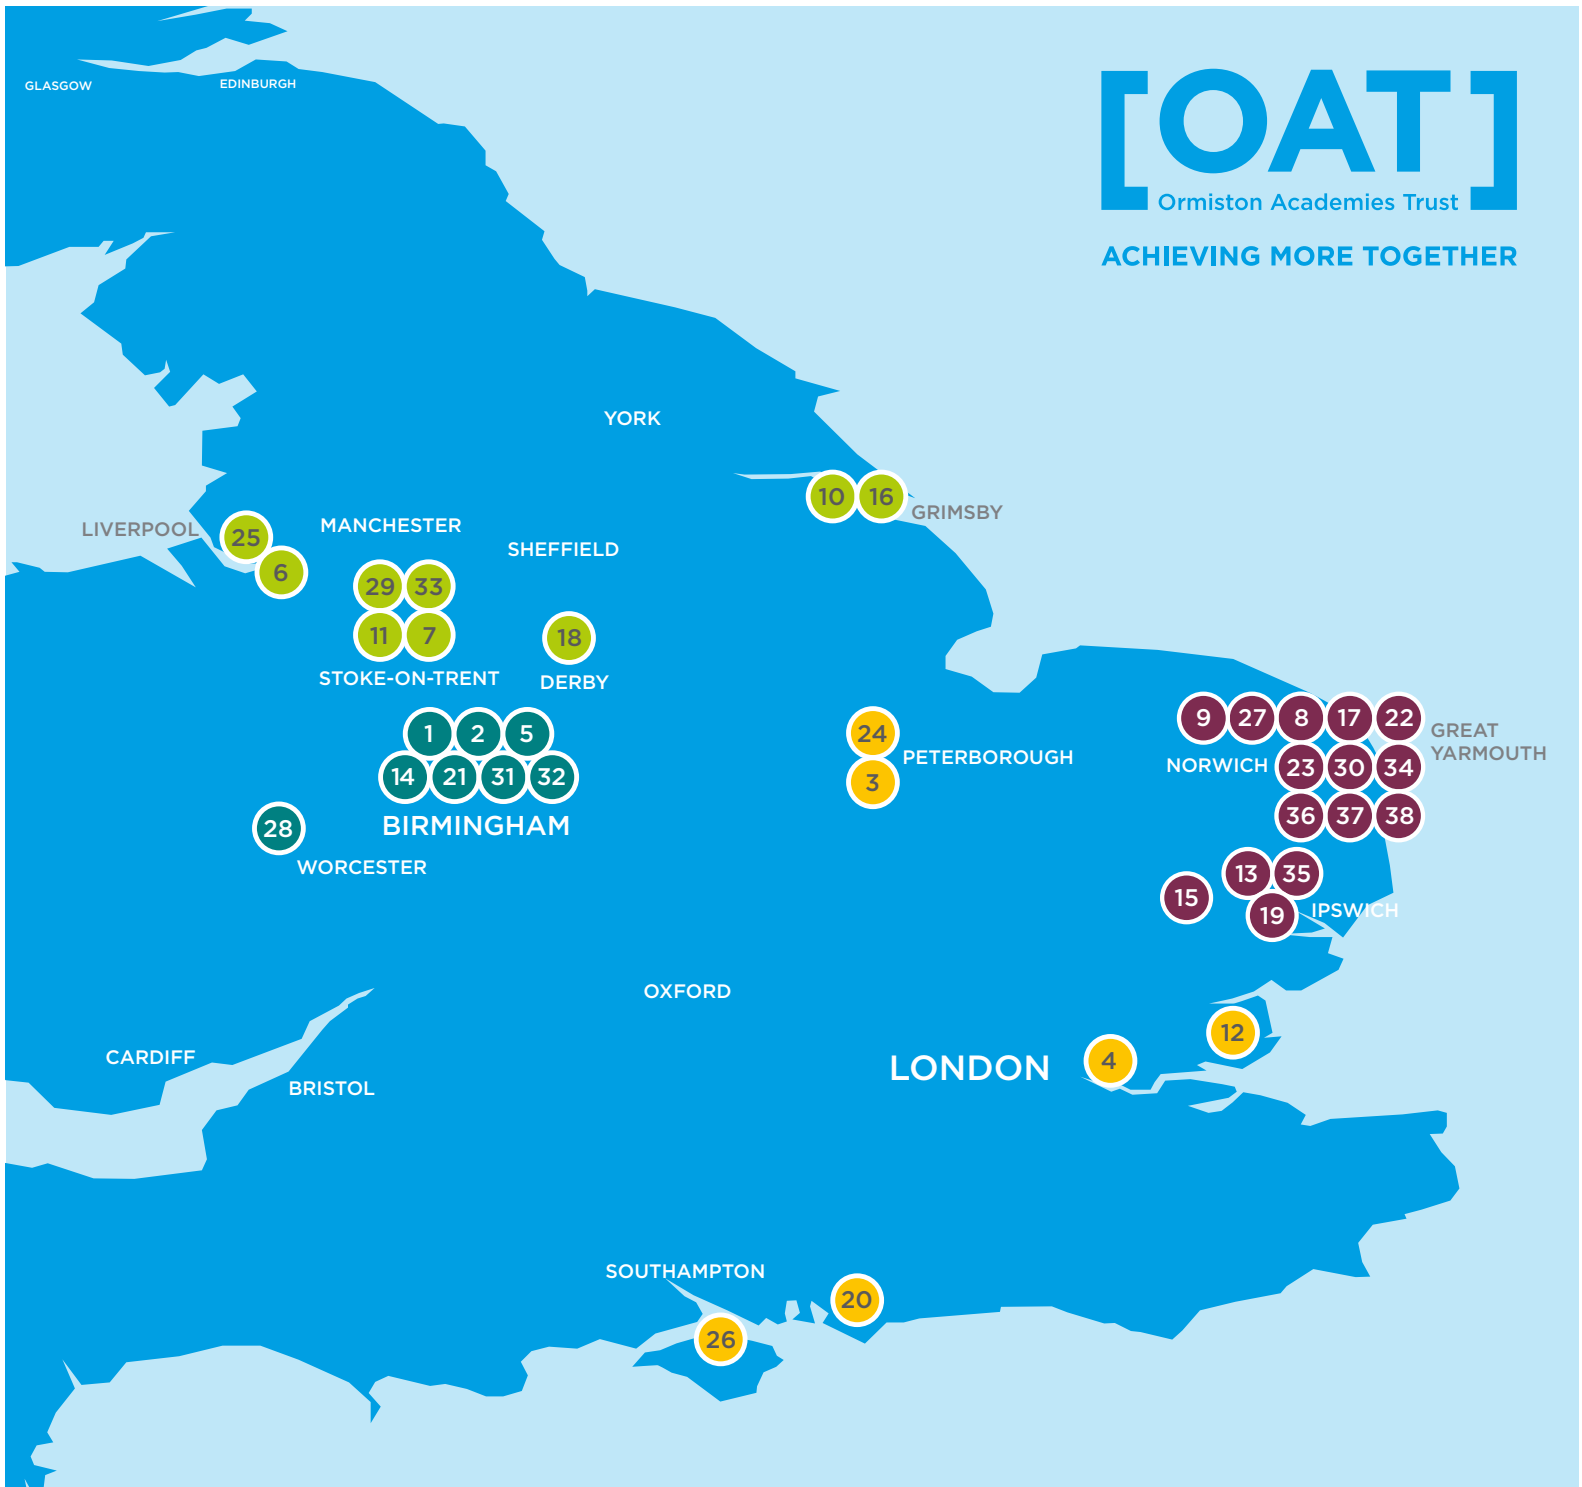 GLASGOW
EDINBURGH
[OAT]
Ormiston Academies Trust
ACHIEVING MORE TOGETHER
YORK
10 16
GRIMSBY
LIVERPOOL
25
6
MANCHESTER
SHEFFIELD
29 33
11 7
STOKE-ON-TRENT
18
DERBY
1 2 5
14 21 31 32
BIRMINGHAM
28
WORCESTER
24
3
PETERBOROUGH
9 27 8 17 22
23 30 34
36 37 38
NORWICH
GREAT
YARMOUTH
13 35
15
19
IPSWICH
OXFORD
CARDIFF
BRISTOL
LONDON
4
12
SOUTHAMPTON
20
26